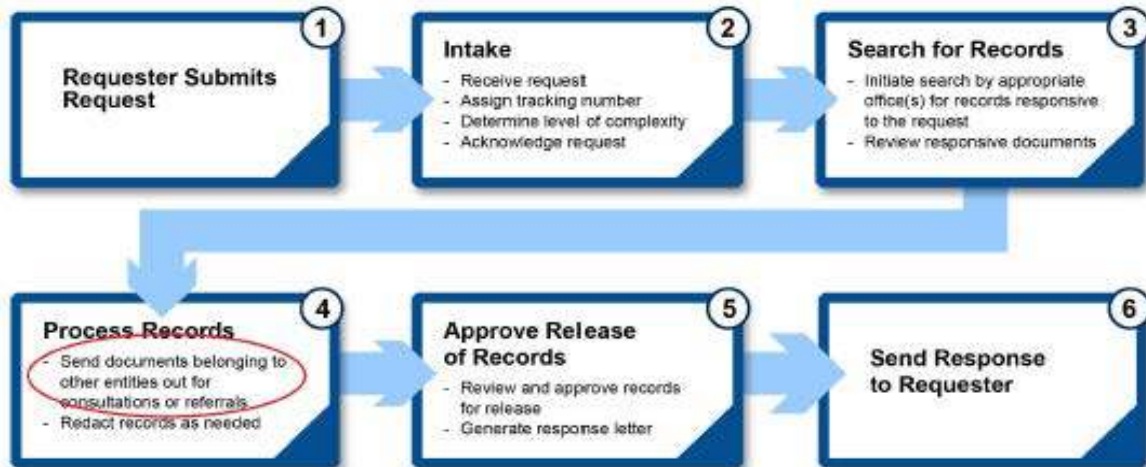 1
Requester Submits
Request
2
Intake
- Receive request
- Assign tracking number
- Determine level of complexity
- Acknowledge request
3
Search for Records
- Initiate search by appropriate
office(s) for records responsive
to the request
- Review responsive documents
4
Process Records
- Send documents belonging to
other entities out for
consultations or referrals
- Redact records as needed
5
Approve Release
of Records
- Review and approve records
for release
- Generate response letter
6
Send Response
to Requester